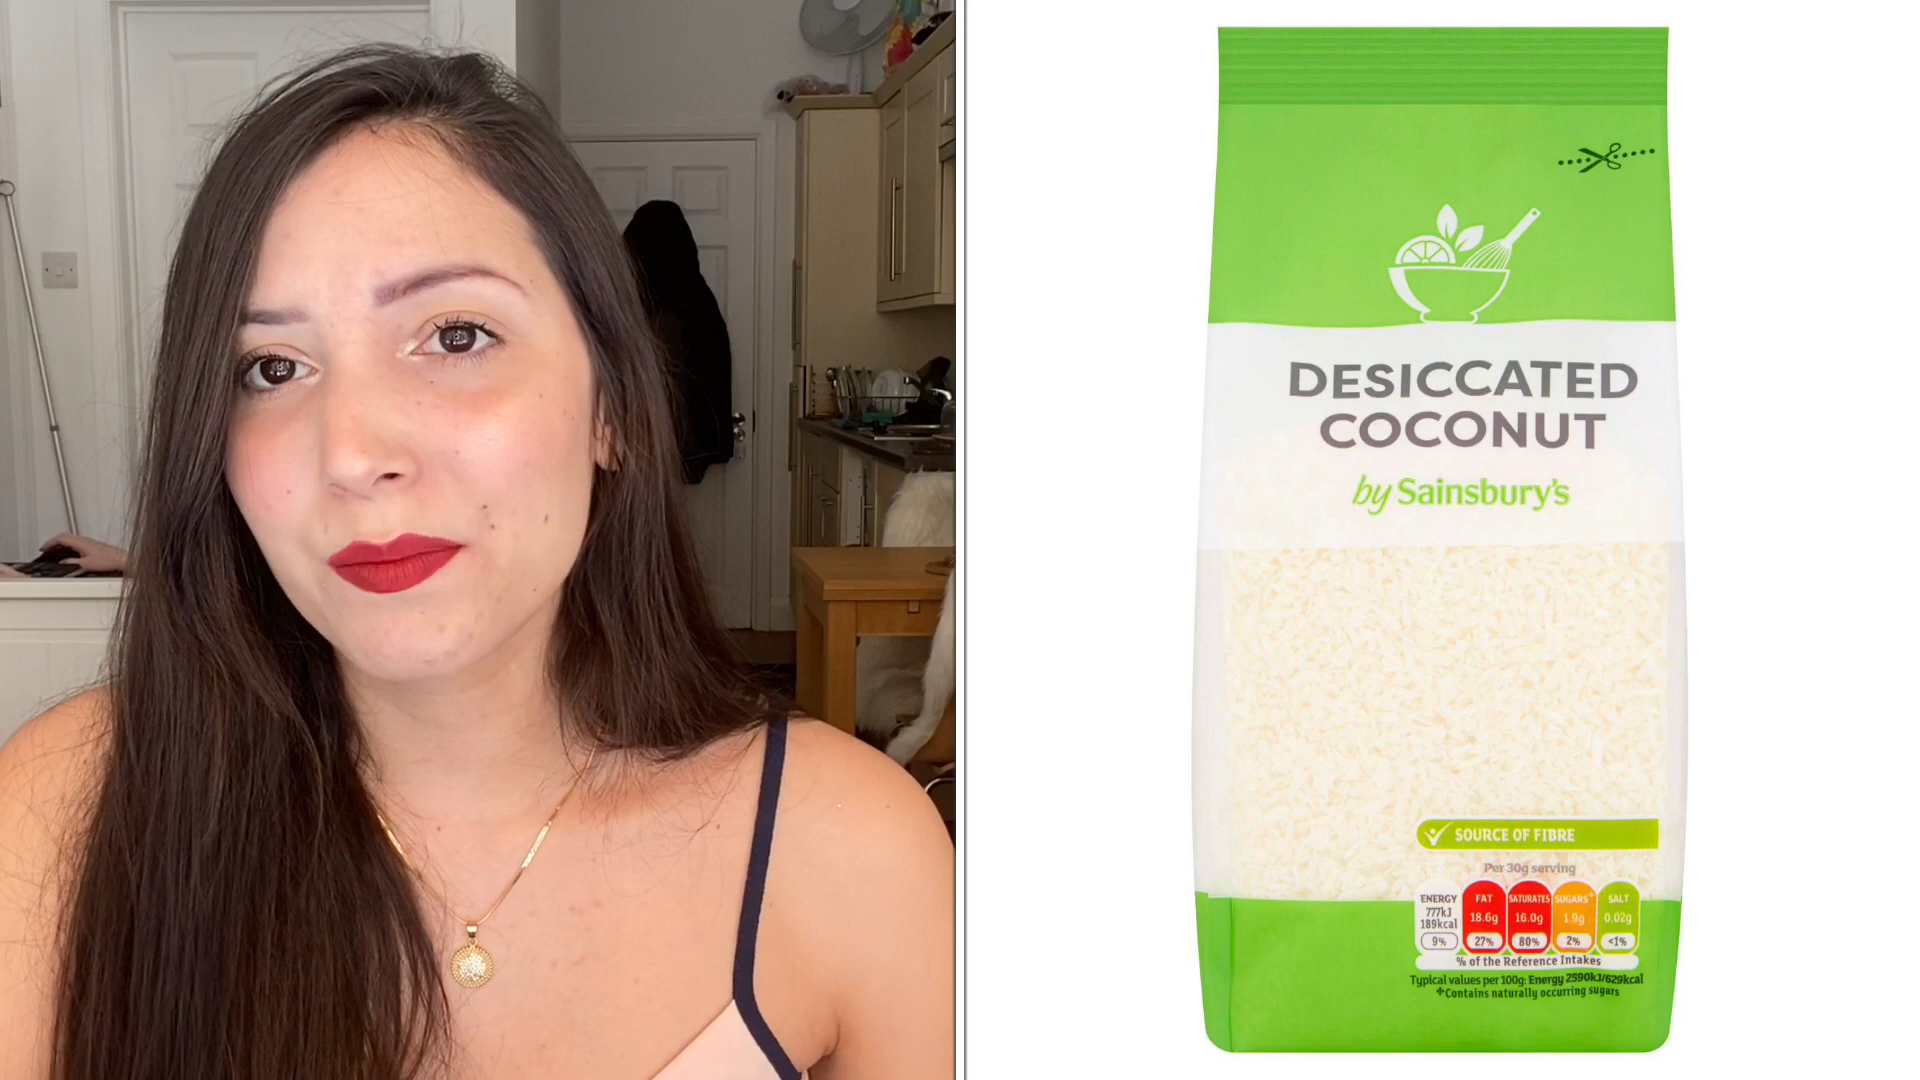 DESICCATED
COCONUT
by Sainsbury's
SOURCE OF FIBRE
Per 30g serving
ENERGY
777kJ
189kcal
9%
FAT
18.6g
27%
SATURATES
16.0g
80%
SUGARS+
1.9g
2%
SALT
0.02g
<1%
% of the Reference Intakes
Typical values per 100g: Energy 2590kJ/629kcal
+Contains naturally occurring sugars